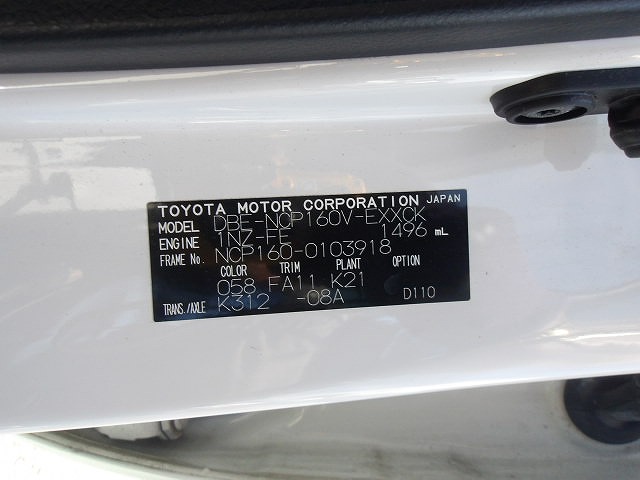 TOYOTA MOTOR CORPORATION JAPAN
MODEL DBE-NCP160V-EXXCK
ENGINE 1NZ-FE 1496 mL
FRAME No. NCP160-0103918
COLOR TRIM PLANT OPTION
058 FA11 K21
TRANS./AXLE K312 -08A D110